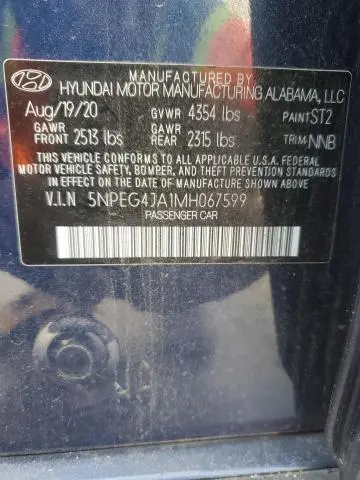 MANUFACTURED BY
HYUNDAI MOTOR MANUFACTURING ALABAMA, LLC
Aug/19/20 GVWR 4354 lbs PAINT ST2
GAWR FRONT 2513 lbs GAWR REAR 2315 lbs TRIM NNB
THIS VEHICLE CONFORMS TO ALL APPLICABLE U.S.A. FEDERAL
MOTOR VEHICLE SAFETY, BUMPER, AND THEFT PREVENTION
STANDARDS IN EFFECT ON THE DATE OF MANUFACTURE SHOWN ABOVE.
V.I.N 5NPEG4JA1MH067599
PASSENGER CAR